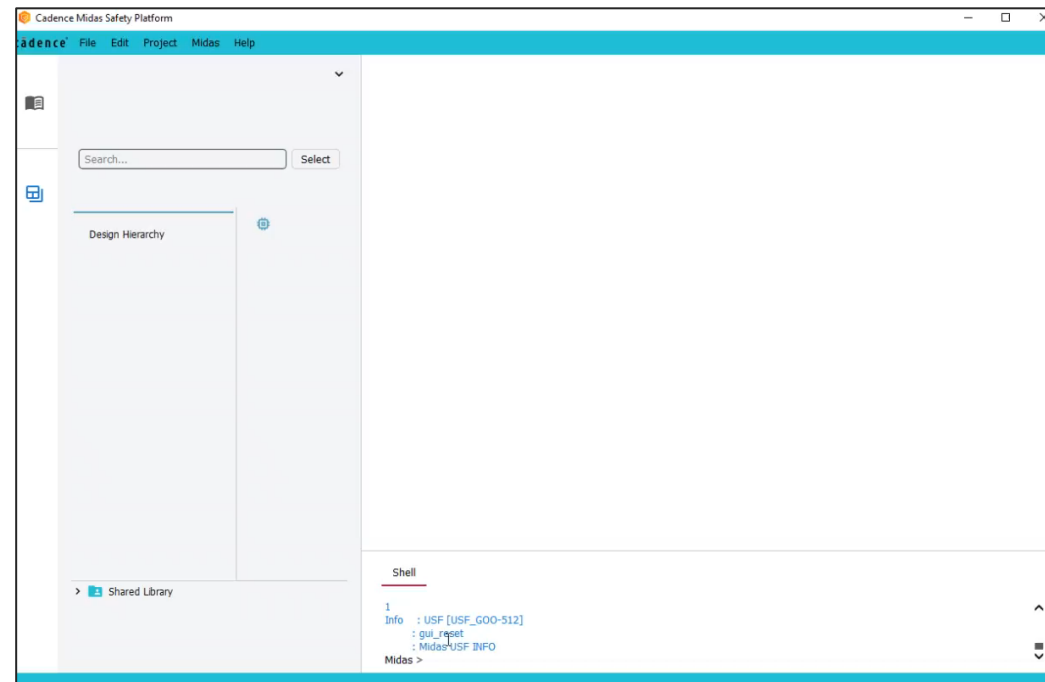 Cadence Midas Safety Platform
cādence® File Edit Project Midas Help
Search... Select
Design Hierarchy
Shared Library
Shell
1
Info : USF [USF_GOO-512]
: gui_reset
: Midas USF INFO
Midas >